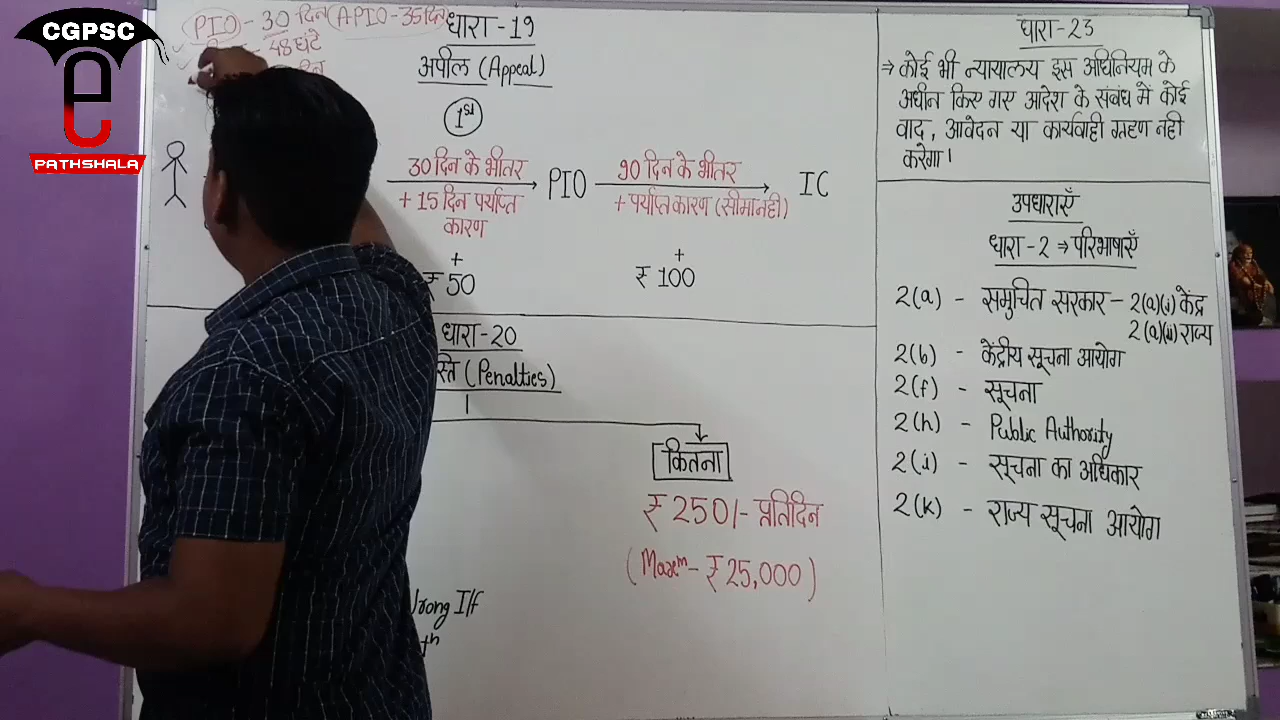 CGPSC
e
PATHSHALA
PIO - 30 दिन (APIO - 35 दिन
48 घंटे
धारा - 19
अपील (Appeal)
1st
30 दिन के भीतर
+ 15 दिन पर्याप्त
कारण
+
₹ 50
PIO
90 दिन के भीतर
+ पर्याप्त कारण (सीमा नही)
+
₹ 100
IC
धारा - 20
(Penalties)
कितना
₹ 250/- प्रतिदिन
(Maxem - ₹ 25,000)
I/f
धारा - 23
⇒ कोई भी न्यायालय इस अधिनियम के
अधीन किए गए आदेश के संबंध में कोई
वाद, आवेदन या कार्यवाही ग्रहण नही
करेगा।
उपधाराएँ
धारा - 2 ⇒ परिभाषाएँ
2(a) - समुचित सरकार - 2(a)(i) केंद्र
2(a)(ii) राज्य
2(b) - केंद्रीय सूचना आयोग
2(f) - सूचना
2(h) - Public Authority
2(i) - सूचना का अधिकार
2(k) - राज्य सूचना आयोग